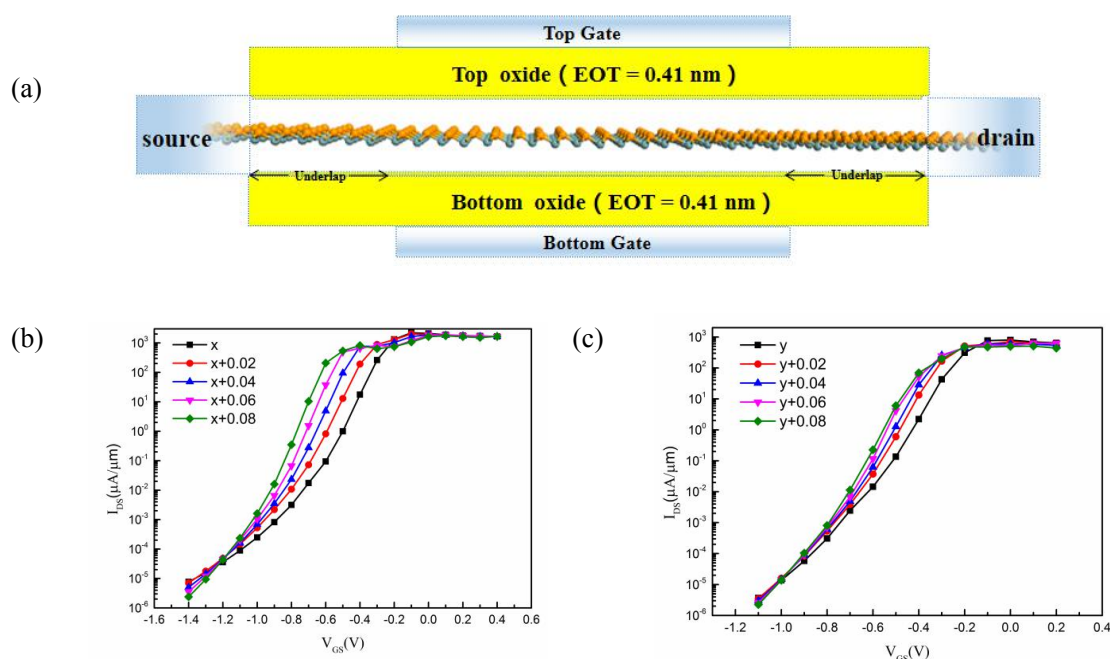 (a)
Top Gate
Top oxide ( EOT = 0.41 nm )
source
drain
Underlap
Underlap
Bottom oxide ( EOT = 0.41 nm )
Bottom Gate
(b)
10³
10²
10¹
10⁰
10⁻¹
10⁻²
10⁻³
10⁻⁴
10⁻⁵
10⁻⁶
I_DS(μA/μm)
x
x+0.02
x+0.04
x+0.06
x+0.08
-1.6 -1.4 -1.2 -1.0 -0.8 -0.6 -0.4 -0.2 0.0 0.2 0.4 0.6
V_GS(V)
(c)
10³
10²
10¹
10⁰
10⁻¹
10⁻²
10⁻³
10⁻⁴
10⁻⁵
10⁻⁶
I_DS(μA/μm)
y
y+0.02
y+0.04
y+0.06
y+0.08
-1.2 -1.0 -0.8 -0.6 -0.4 -0.2 0.0 0.2 0.4
V_GS(V)